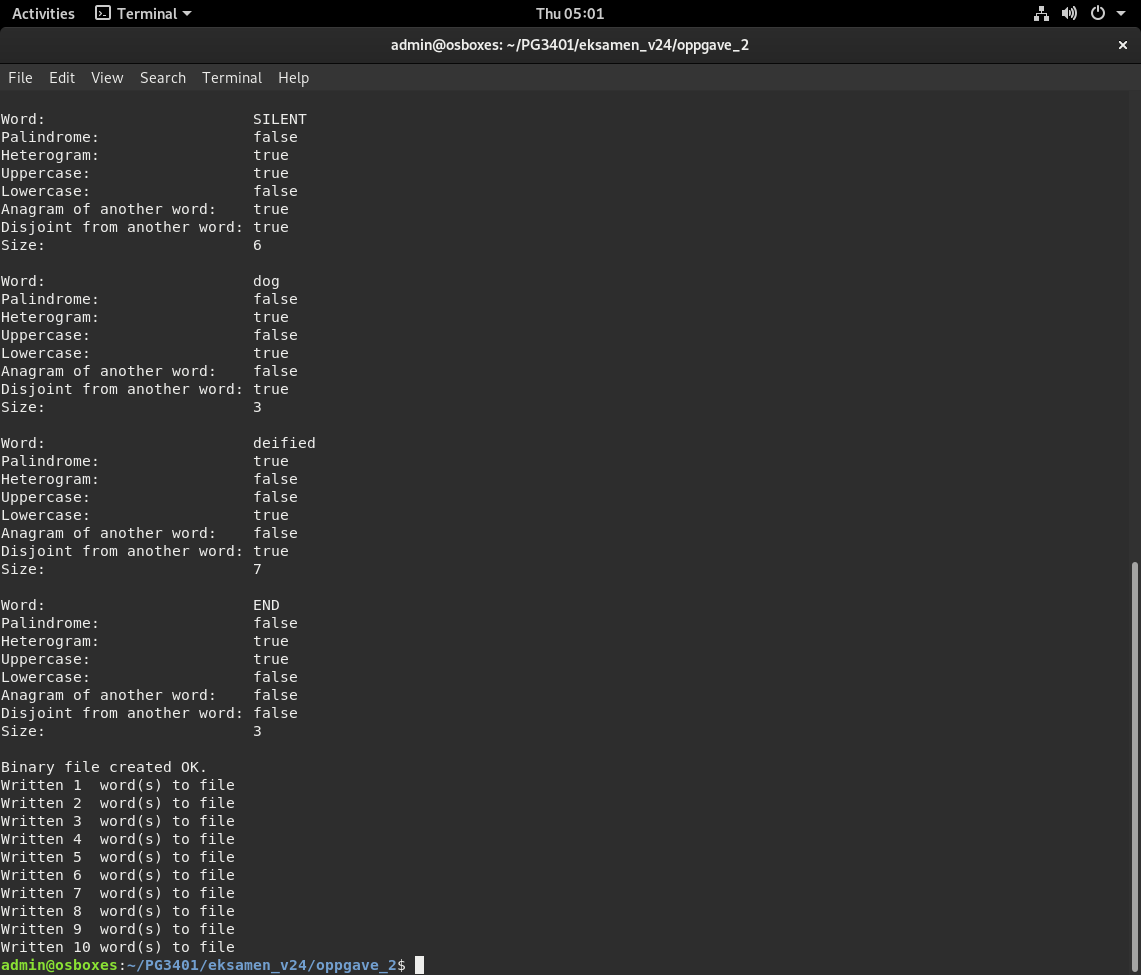 Activities Terminal Thu 05:01
admin@osboxes: ~/PG3401/eksamen_v24/oppgave_2
File Edit View Search Terminal Help
Word: SILENT
Palindrome: false
Heterogram: true
Uppercase: true
Lowercase: false
Anagram of another word: true
Disjoint from another word: true
Size: 6
Word: dog
Palindrome: false
Heterogram: true
Uppercase: false
Lowercase: true
Anagram of another word: false
Disjoint from another word: true
Size: 3
Word: deified
Palindrome: true
Heterogram: false
Uppercase: false
Lowercase: true
Anagram of another word: false
Disjoint from another word: true
Size: 7
Word: END
Palindrome: false
Heterogram: true
Uppercase: true
Lowercase: false
Anagram of another word: false
Disjoint from another word: false
Size: 3
Binary file created OK.
Written 1  word(s) to file
Written 2  word(s) to file
Written 3  word(s) to file
Written 4  word(s) to file
Written 5  word(s) to file
Written 6  word(s) to file
Written 7  word(s) to file
Written 8  word(s) to file
Written 9  word(s) to file
Written 10 word(s) to file
admin@osboxes:~/PG3401/eksamen_v24/oppgave_2$